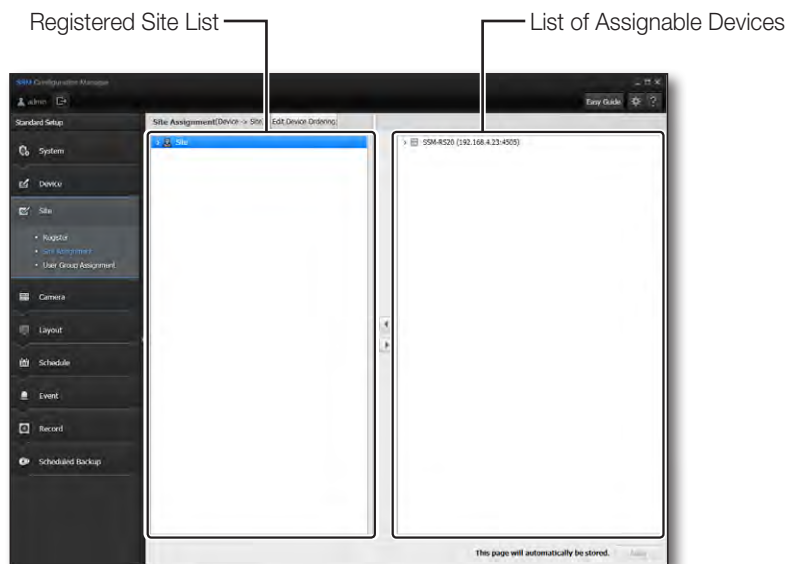 Registered Site List
List of Assignable Devices
SSM Configuration Manager
admin
Easy Guide
?
Standard Setup
Site Assignment(Device -> Site, Edit Device Ordering)
System
Device
Site
• Register
• Site Assignment
• User Group Assignment
Camera
Layout
Schedule
Event
Record
Scheduled Backup
> Site
> SSM-RS20 (192.168.4.23:4505)
This page will automatically be stored.